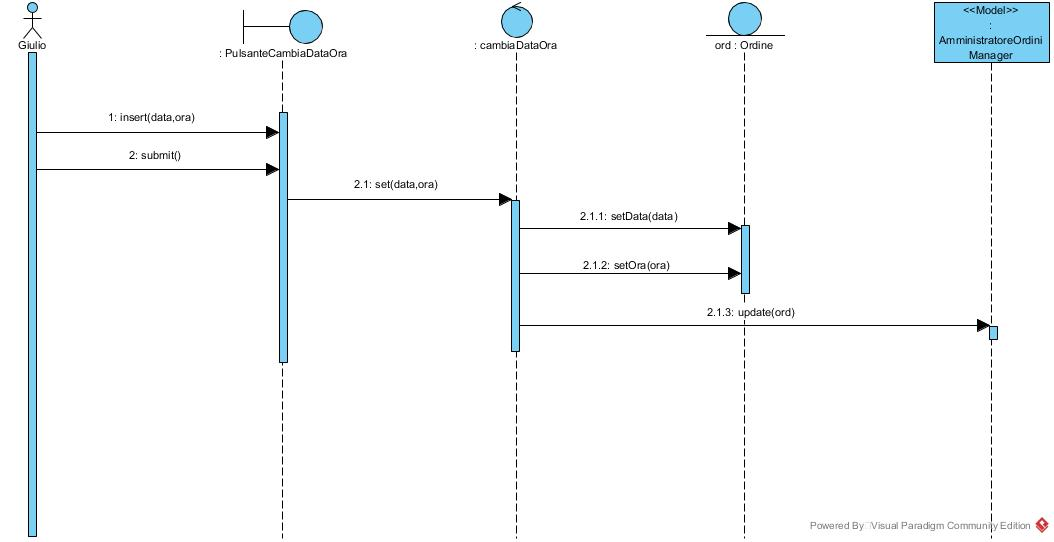 <<Model>>
:
AmministratoreOrdini
Manager
Giulio
: PulsanteCambiaDataOra
: cambiaDataOra
ord : Ordine
1: insert(data,ora)
2: submit()
2.1: set(data,ora)
2.1.1: setData(data)
2.1.2: setOra(ora)
2.1.3: update(ord)
Powered By Visual Paradigm Community Edition